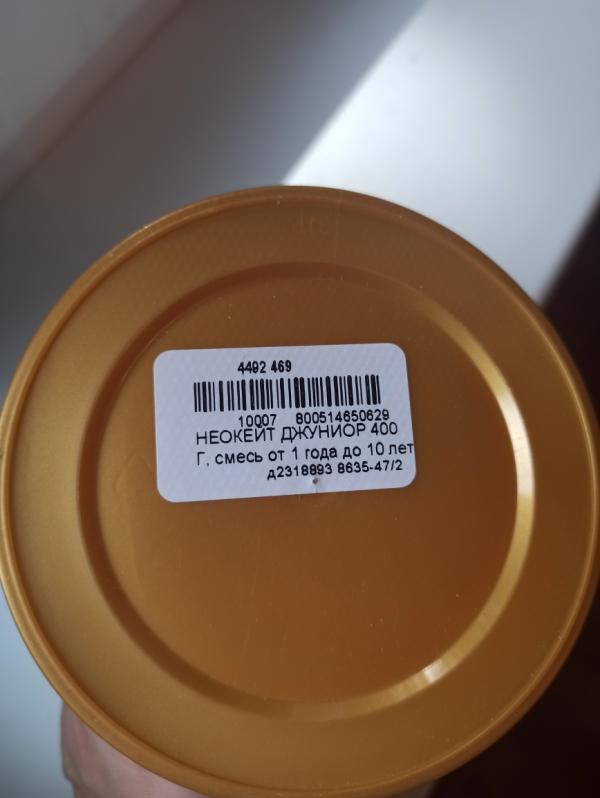 4492 469
10007 800514650629
НЕОКЕЙТ ДЖУНИОР 400
Г, смесь от 1 года до 10 лет
д2318893 8635-47/2